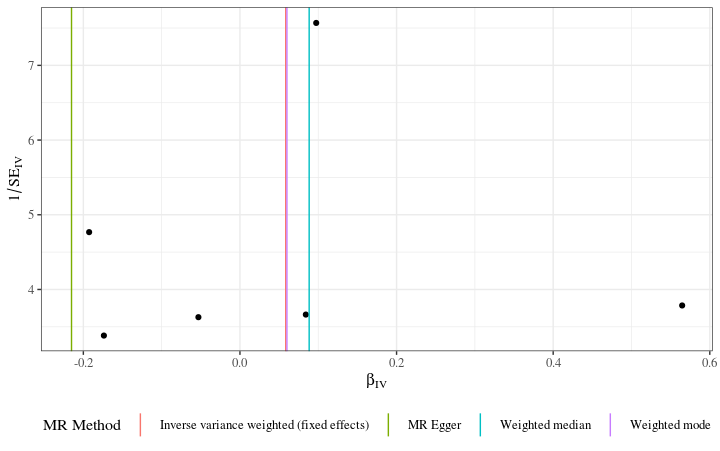 7
6
5
4
1/SE_IV
-0.2 0.0 0.2 0.4 0.6
β_IV
MR Method Inverse variance weighted (fixed effects) MR Egger Weighted median Weighted mode